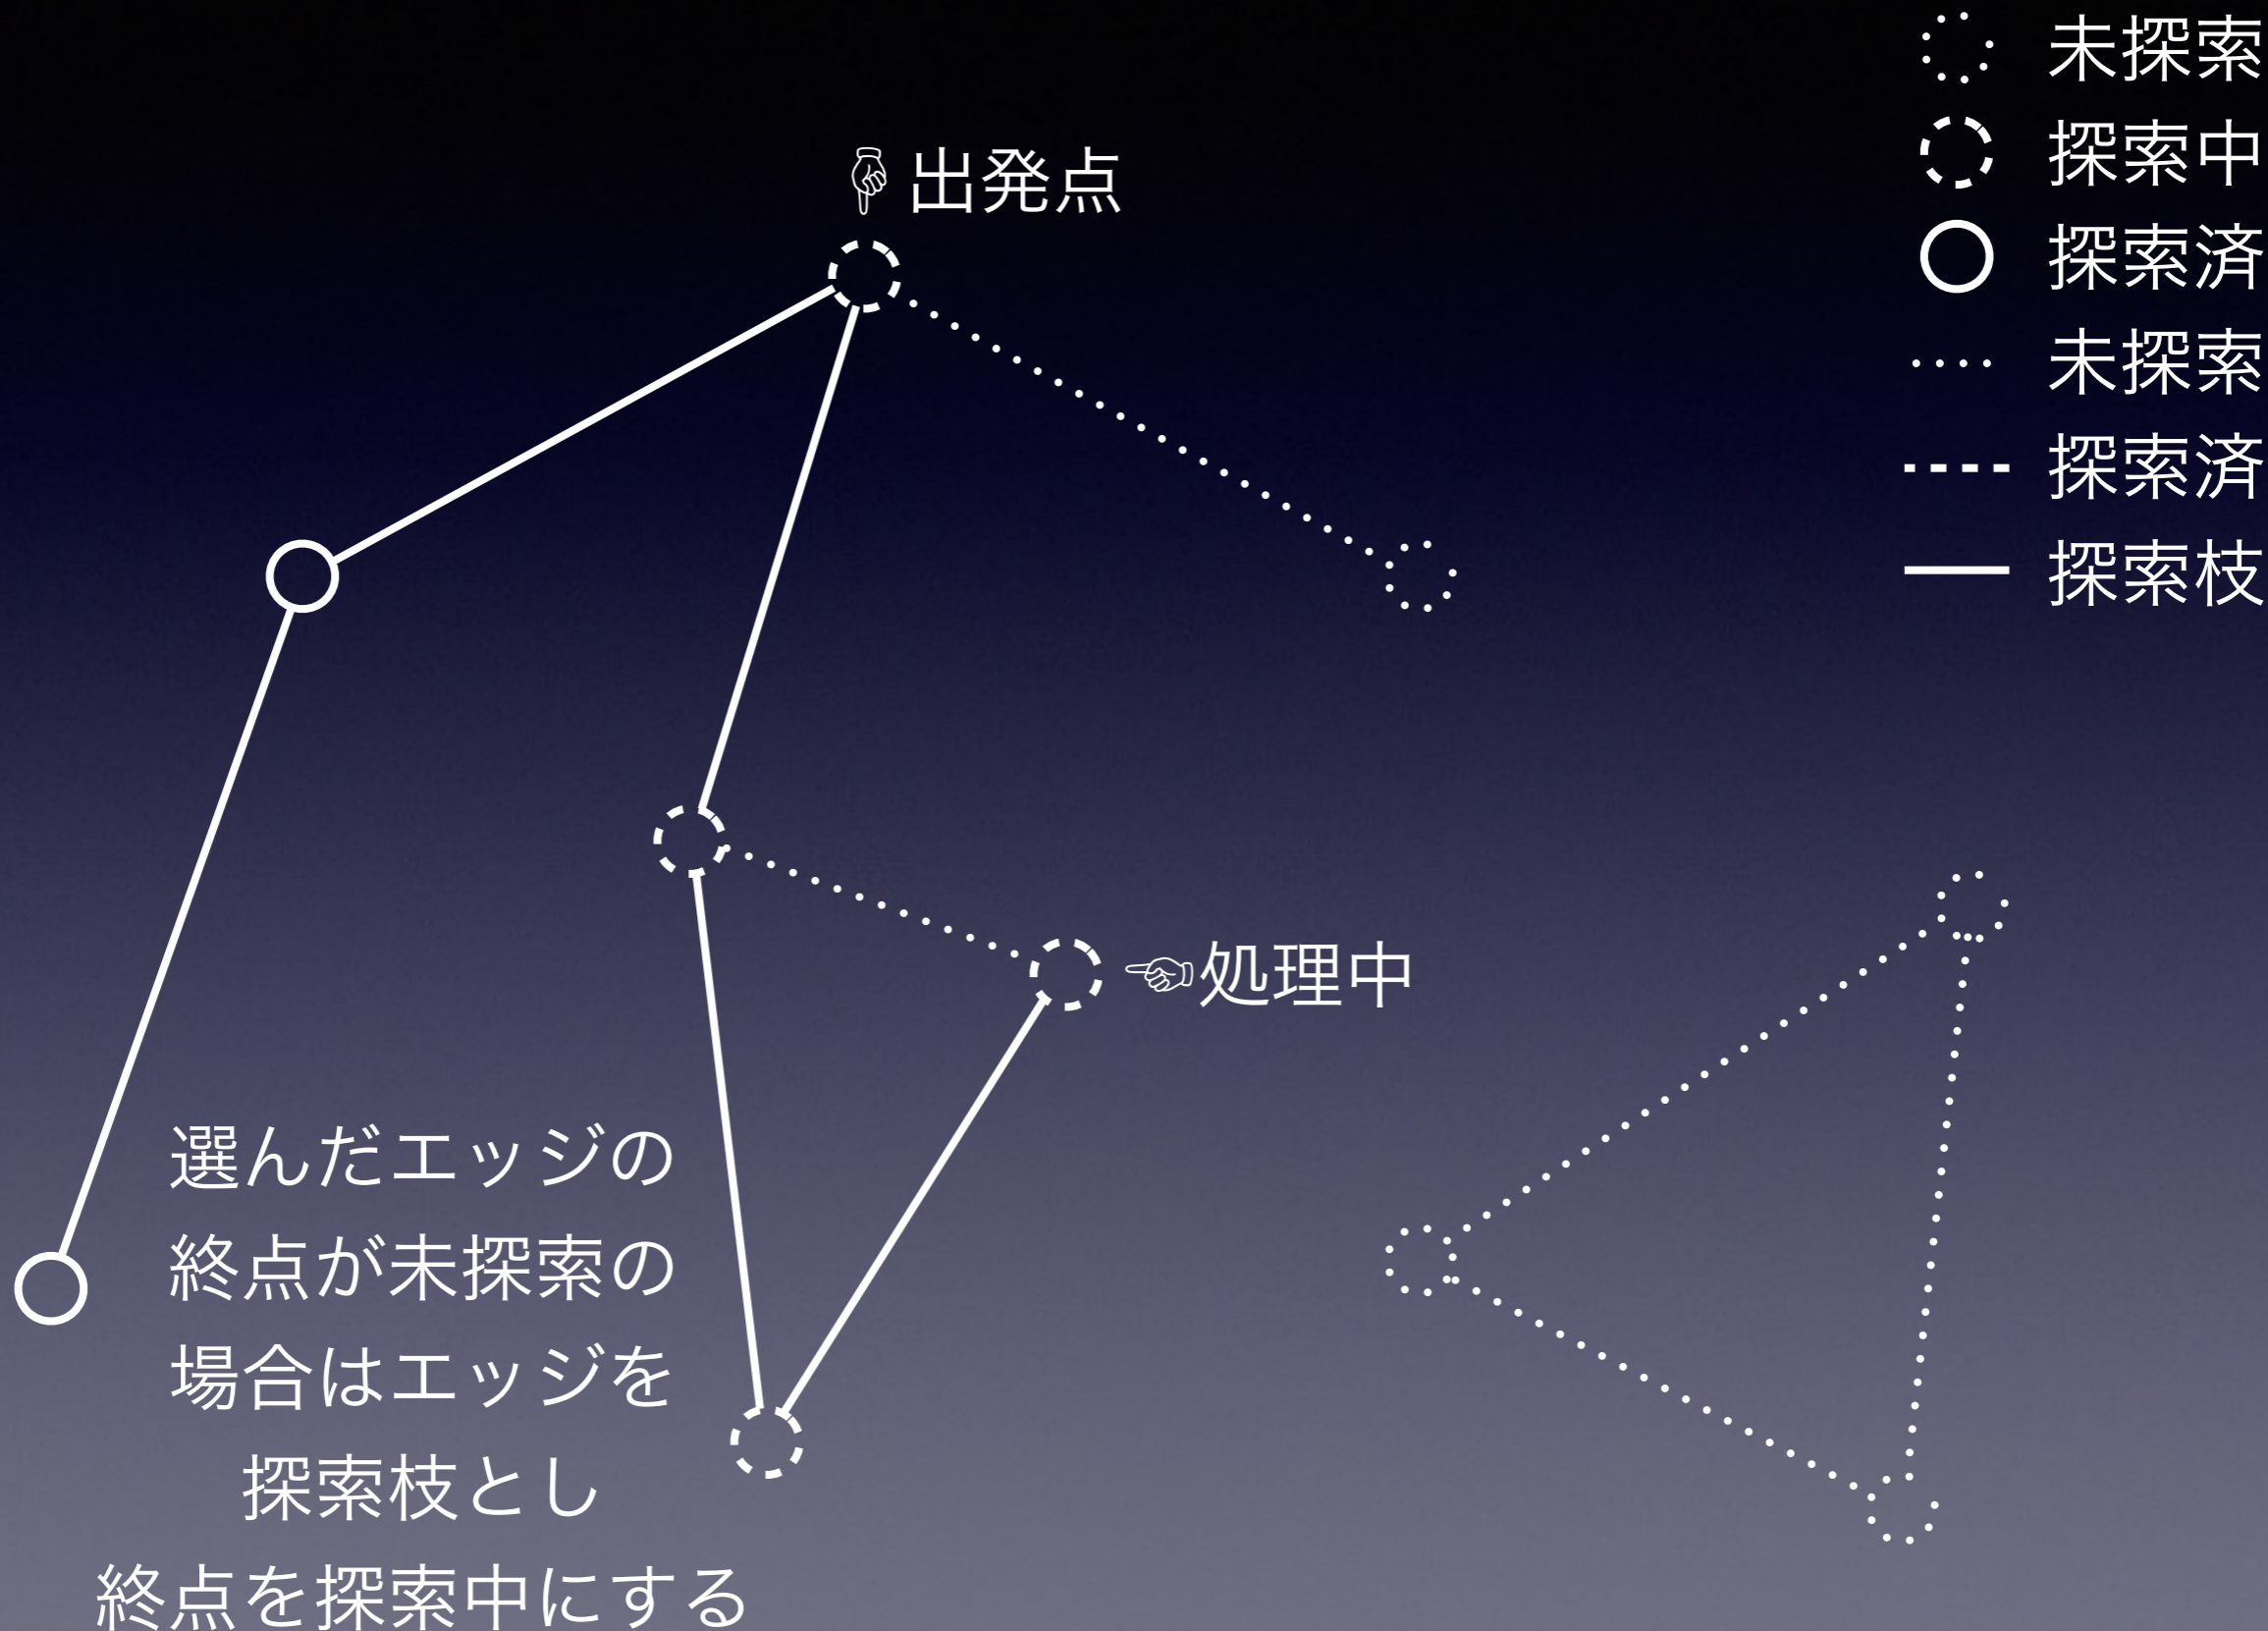 未探索
探索中
探索済
未探索
探索済
探索枝
☟出発点
☜処理中
選んだエッジの
終点が未探索の
場合はエッジを
探索枝とし
終点を探索中にする